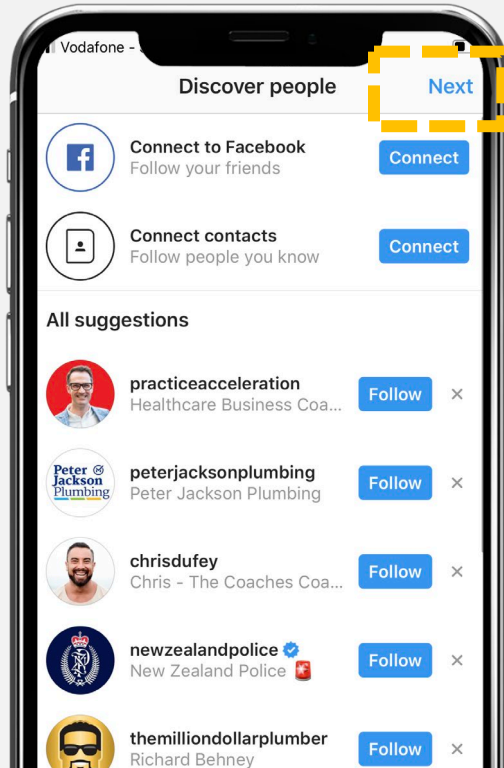 Vodafone -
Discover people
Next
Connect to Facebook
Follow your friends
Connect
Connect contacts
Follow people you know
Connect
All suggestions
practiceacceleration
Healthcare Business Coa...
Follow
Peter
Jackson
Plumbing
peterjacksonplumbing
Peter Jackson Plumbing
Follow
chrisdufey
Chris - The Coaches Coa...
Follow
newzealandpolice
New Zealand Police
Follow
themilliondollarplumber
Richard Behney
Follow